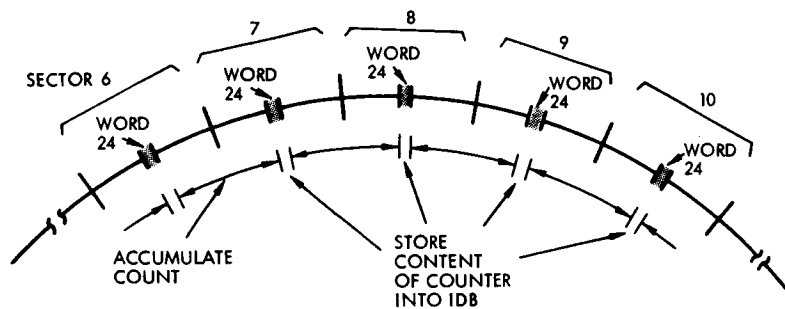 SECTOR 6
7
8
9
10
WORD
24
WORD
24
WORD
24
WORD
24
WORD
24
ACCUMULATE
COUNT
STORE
CONTENT
OF COUNTER
INTO IDB